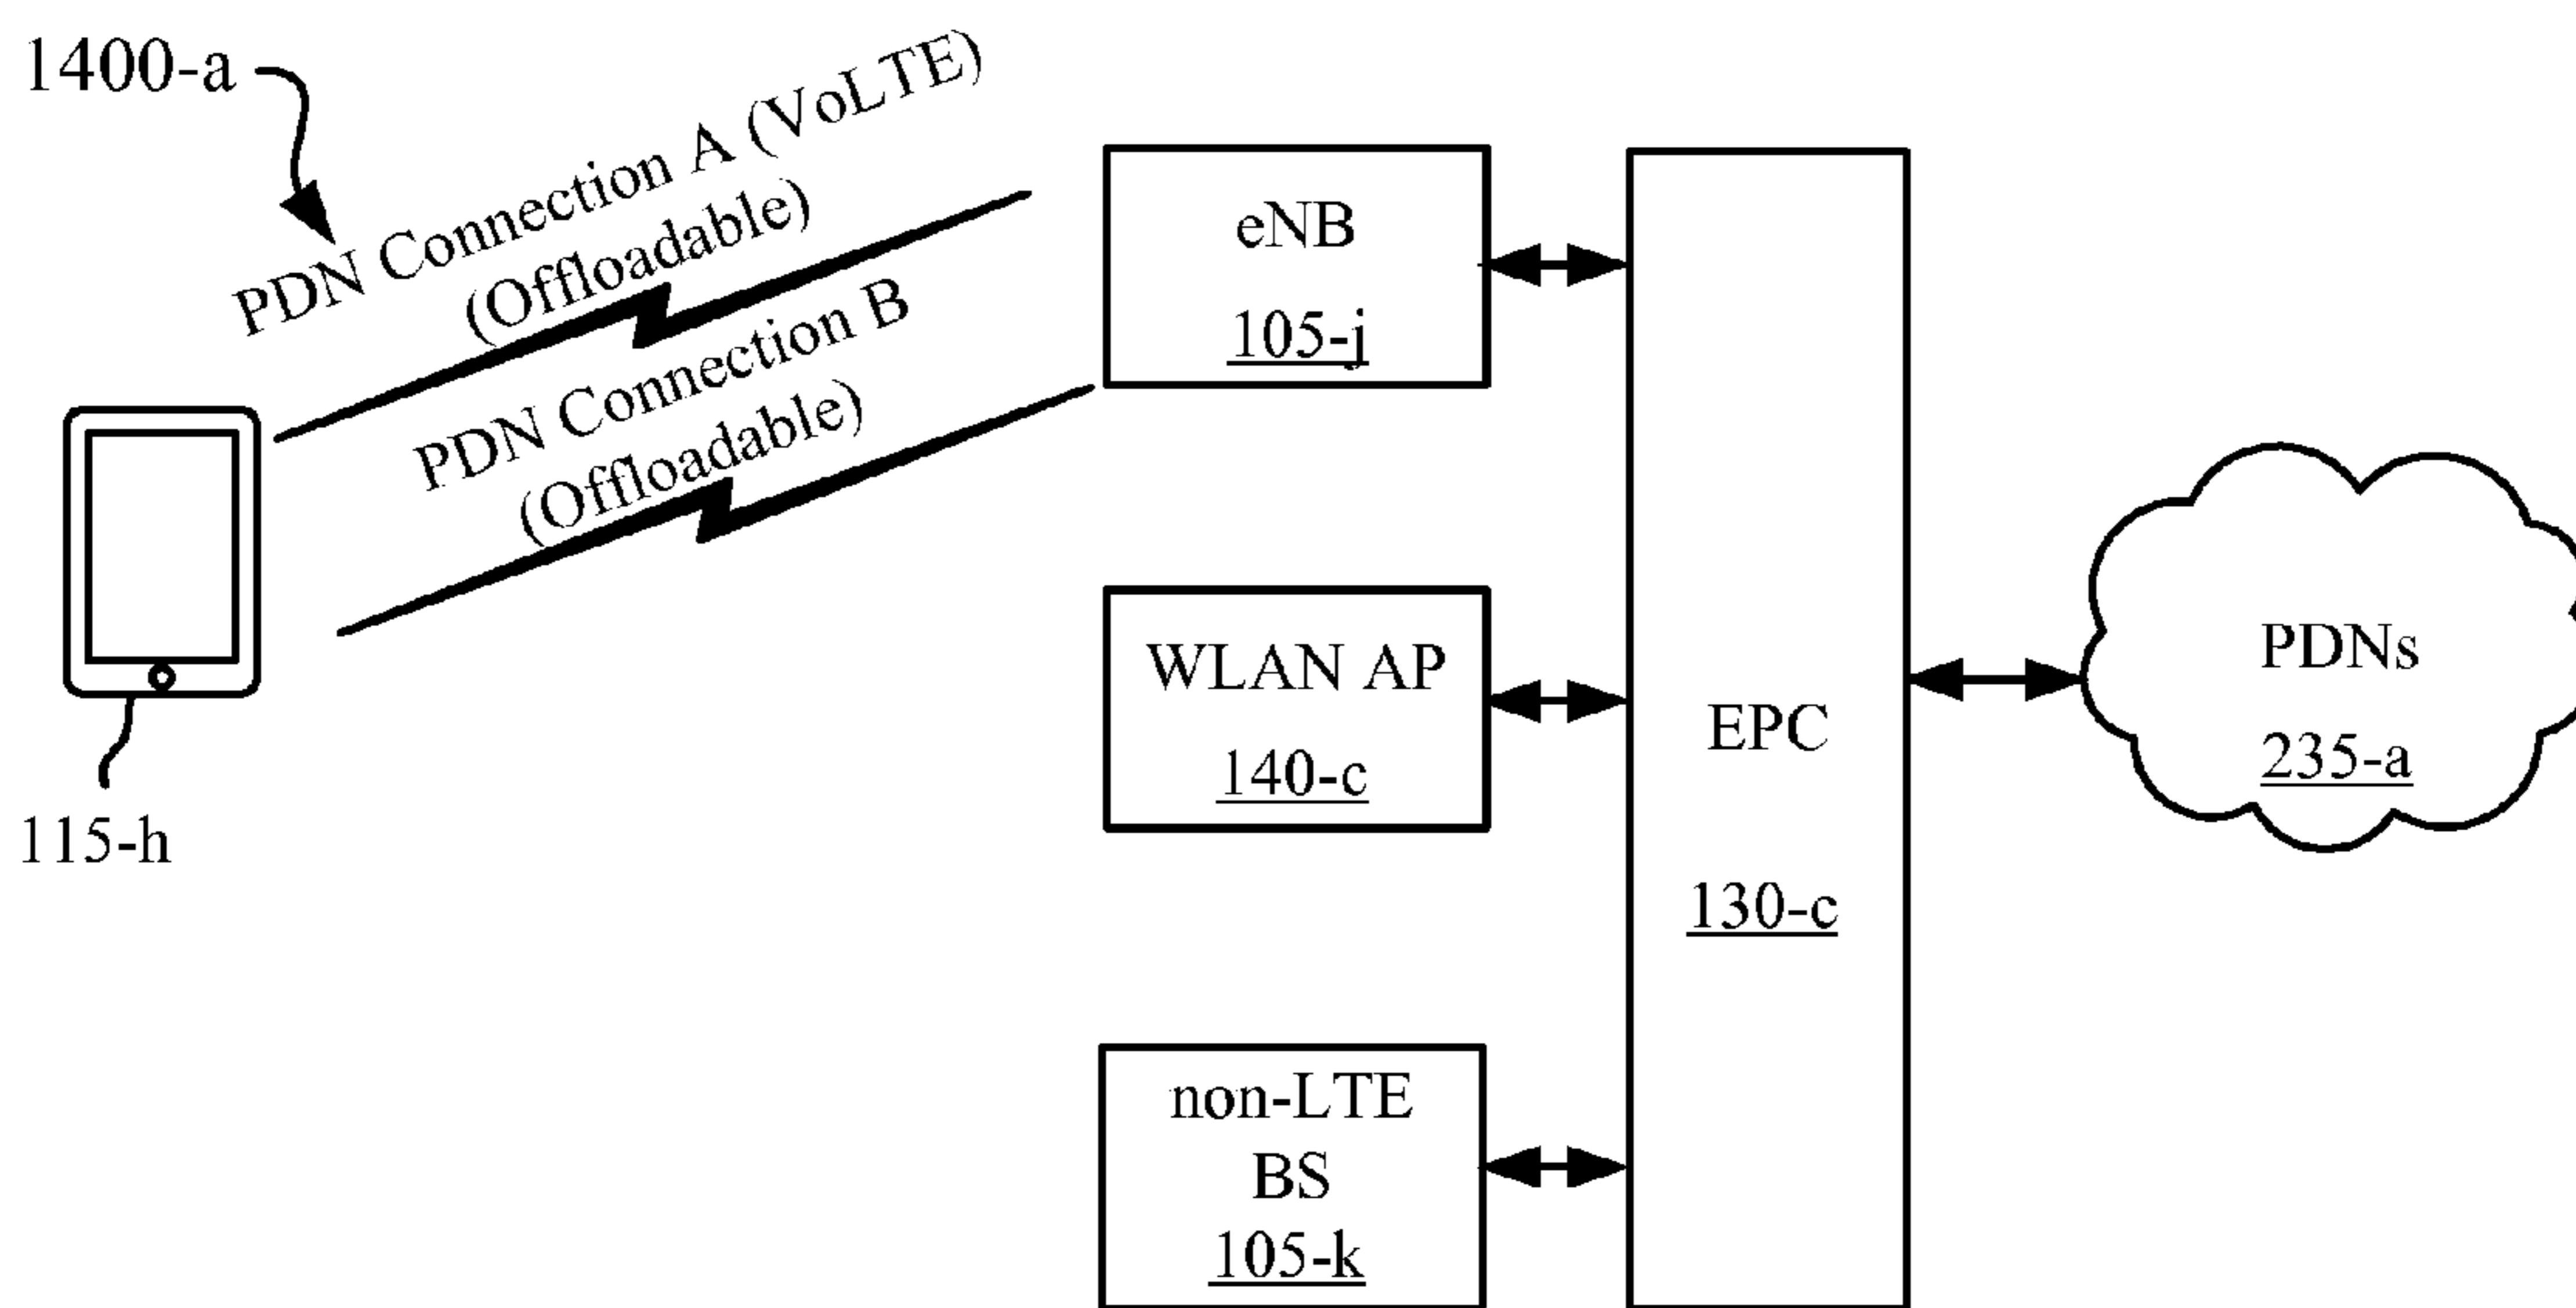 1400-a
PDN Connection A (VoLTE)
(Offloadable)
PDN Connection B
(Offloadable)
115-h
eNB
105-j
WLAN AP
140-c
non-LTE
BS
105-k
EPC
130-c
PDNs
235-a